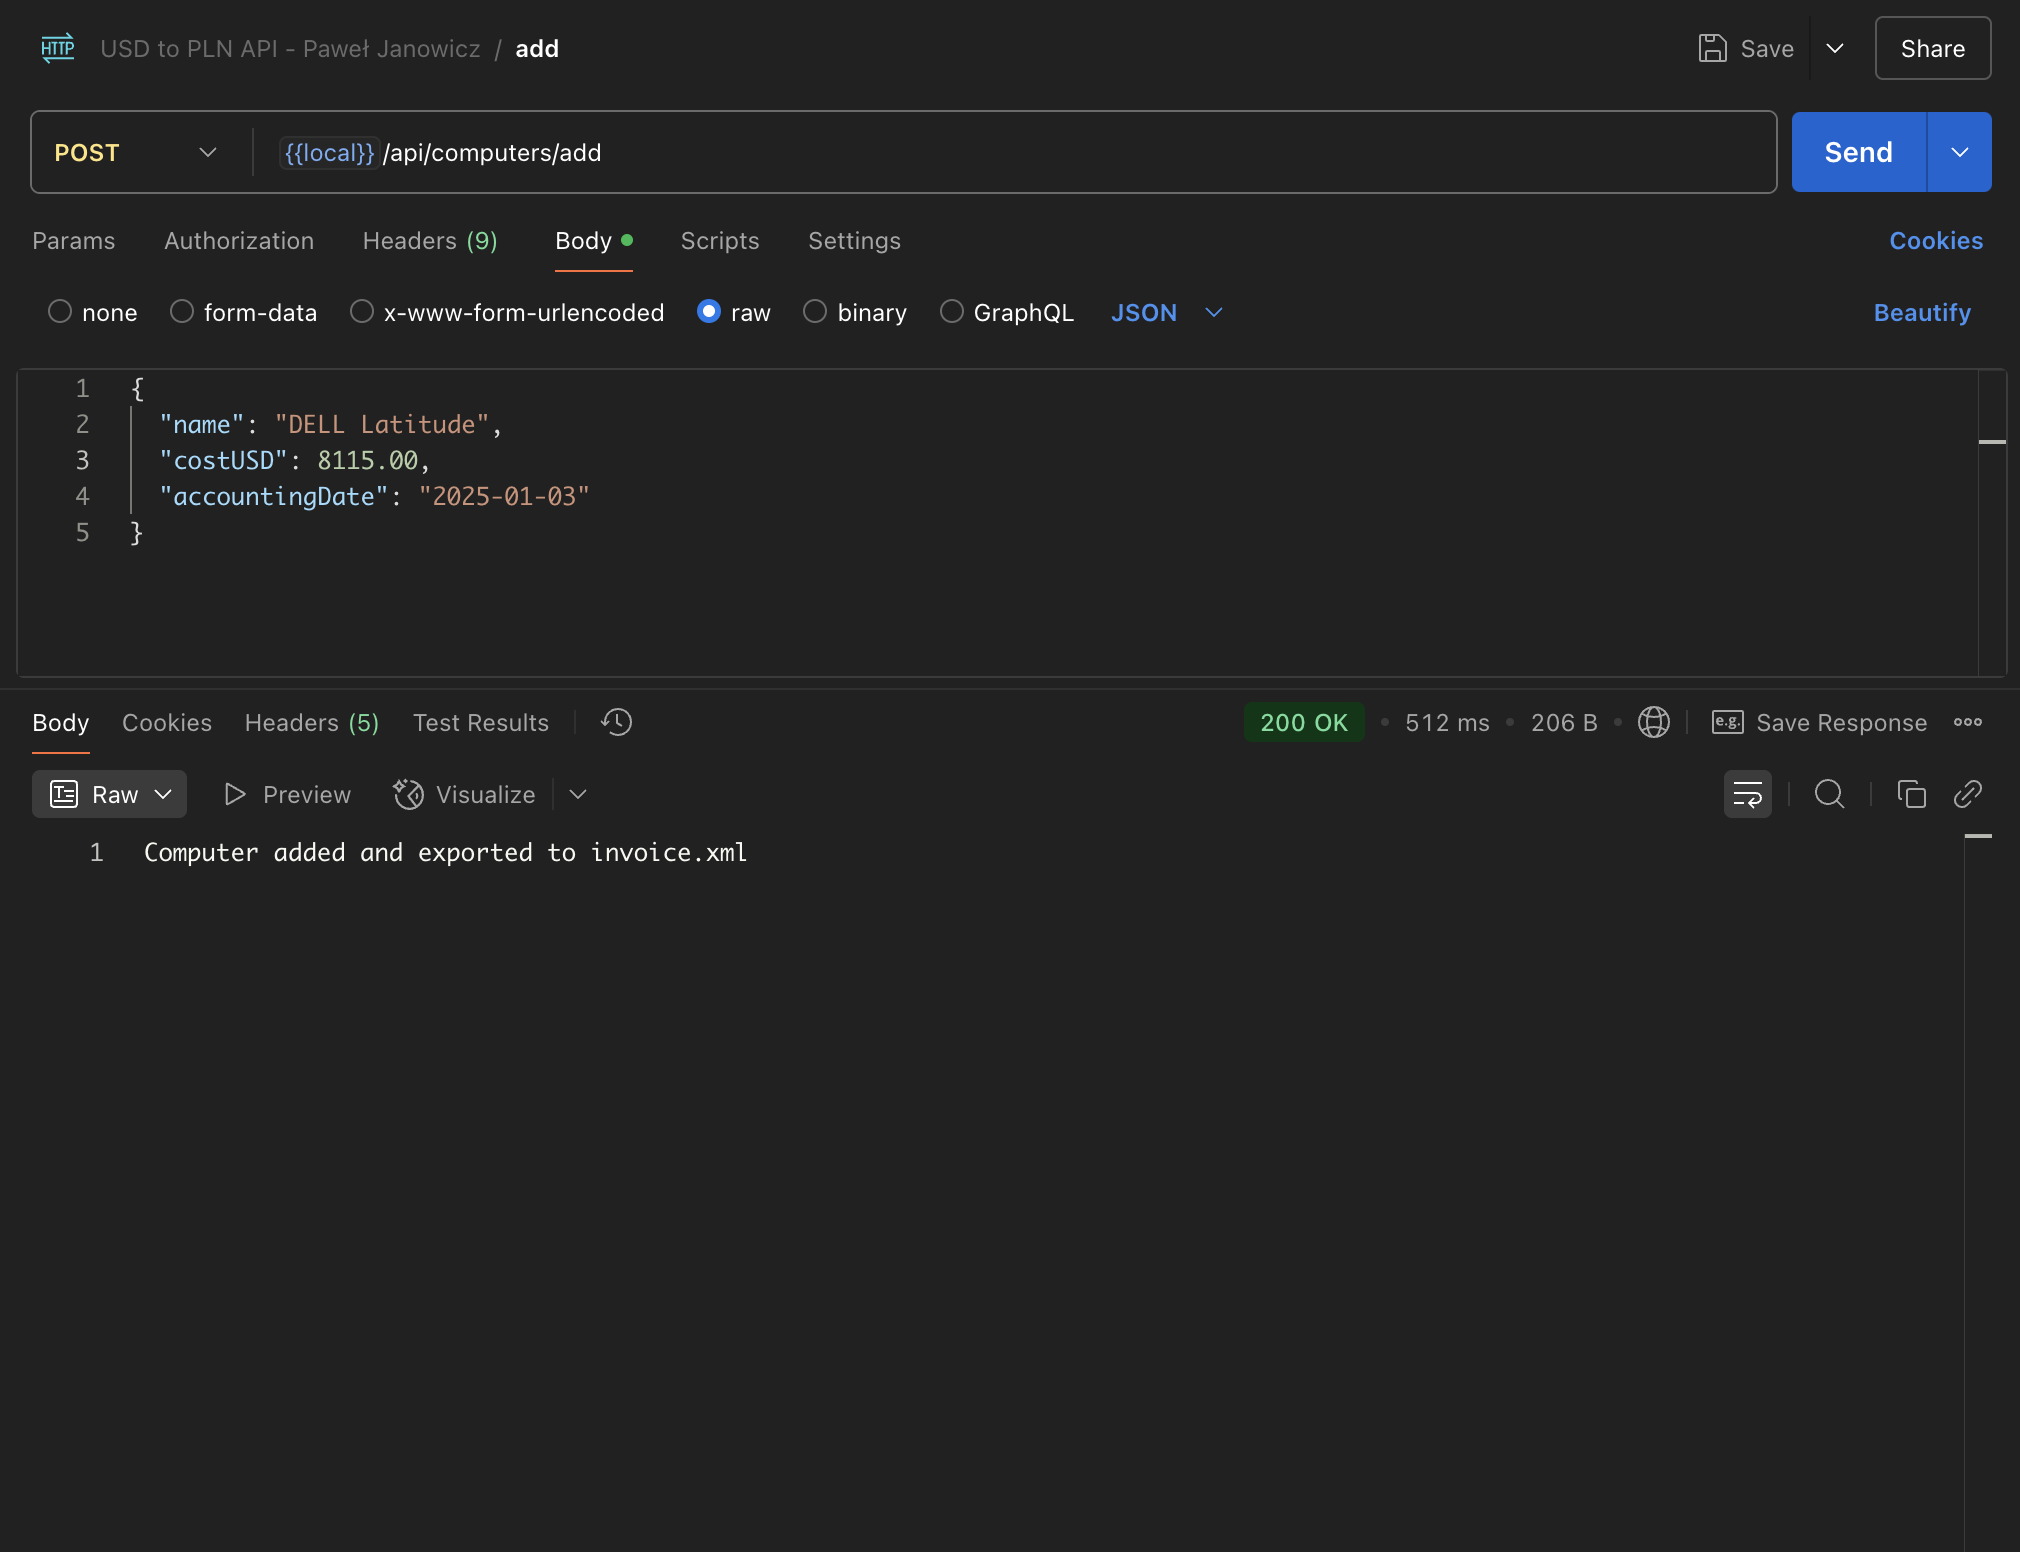 HTTP USD to PLN API - Paweł Janowicz / add Save Share
POST {{local}}/api/computers/add Send
Params Authorization Headers (9) Body Scripts Settings Cookies
none form-data x-www-form-urlencoded raw binary GraphQL JSON Beautify
1 {
2 "name": "DELL Latitude",
3 "costUSD": 8115.00,
4 "accountingDate": "2025-01-03"
5 }
Body Cookies Headers (5) Test Results 200 OK • 512 ms • 206 B • e.g. Save Response
Raw Preview Visualize
1 Computer added and exported to invoice.xml